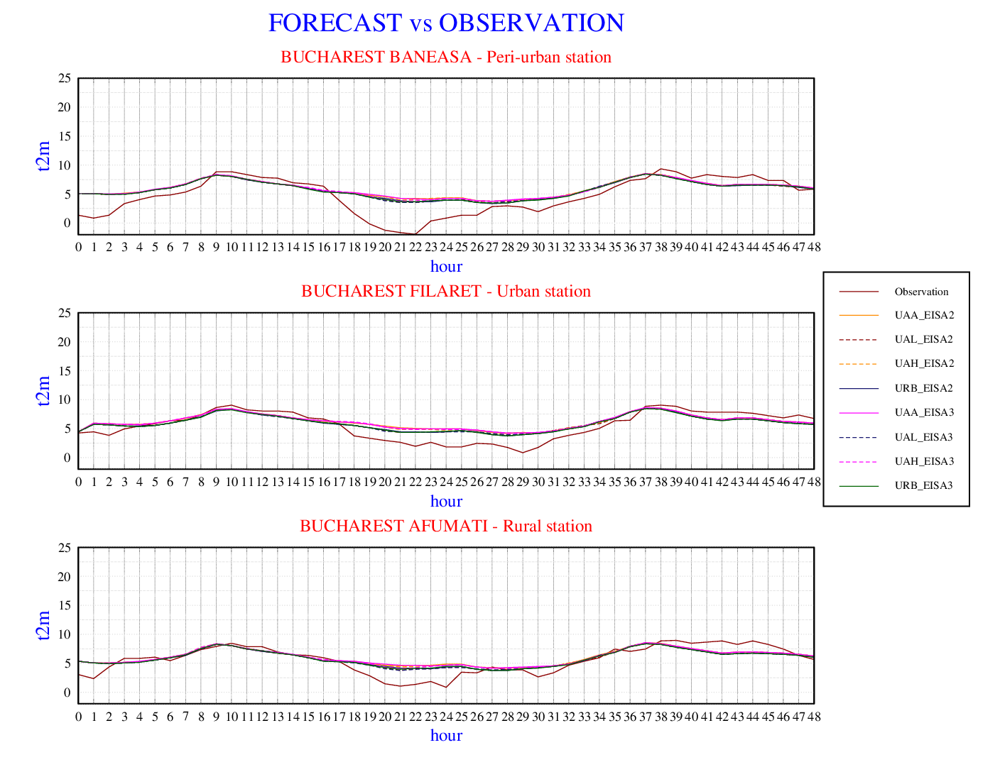 FORECAST vs OBSERVATION
BUCHAREST BANEASA - Peri-urban station
25
20
15
10
5
0
t2m
0 1 2 3 4 5 6 7 8 9 10 11 12 13 14 15 16 17 18 19 20 21 22 23 24 25 26 27 28 29 30 31 32 33 34 35 36 37 38 39 40 41 42 43 44 45 46 47 48
hour
BUCHAREST FILARET - Urban station
25
20
15
10
5
0
t2m
0 1 2 3 4 5 6 7 8 9 10 11 12 13 14 15 16 17 18 19 20 21 22 23 24 25 26 27 28 29 30 31 32 33 34 35 36 37 38 39 40 41 42 43 44 45 46 47 48
hour
BUCHAREST AFUMATI - Rural station
25
20
15
10
5
0
t2m
0 1 2 3 4 5 6 7 8 9 10 11 12 13 14 15 16 17 18 19 20 21 22 23 24 25 26 27 28 29 30 31 32 33 34 35 36 37 38 39 40 41 42 43 44 45 46 47 48
hour
Observation
UAA_EISA2
UAL_EISA2
UAH_EISA2
URB_EISA2
UAA_EISA3
UAL_EISA3
UAH_EISA3
URB_EISA3